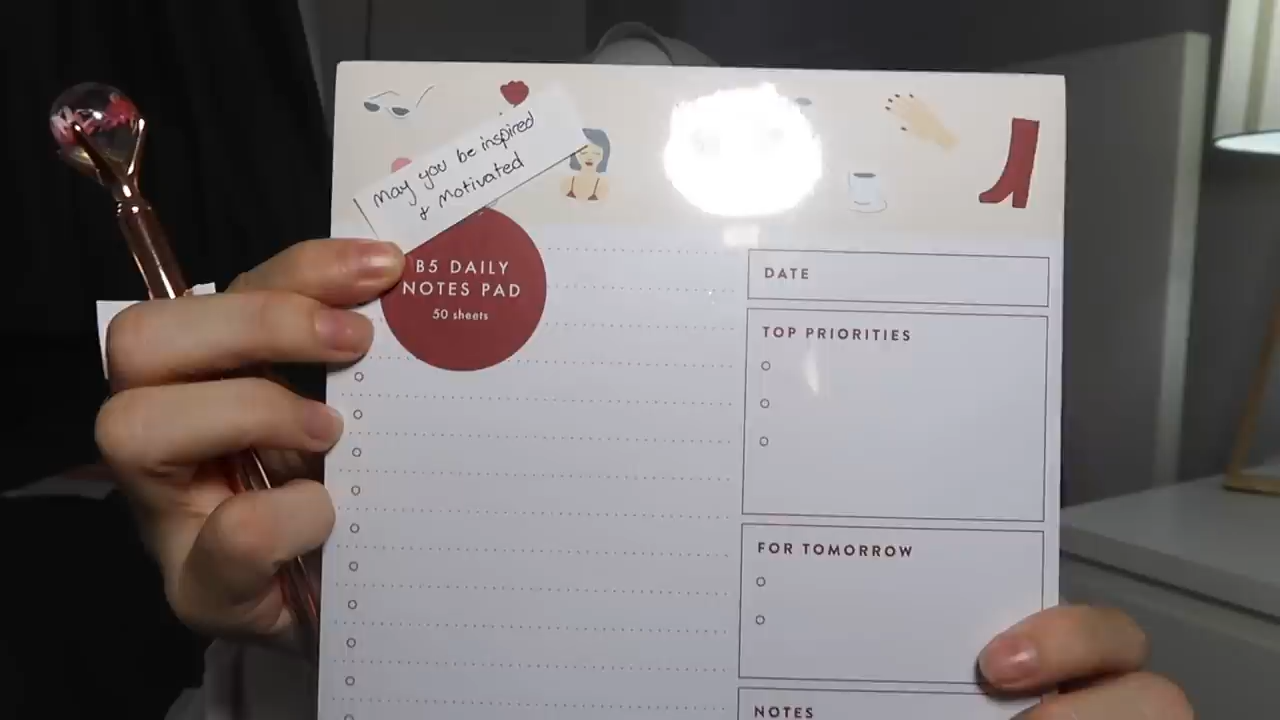 May you be inspired
& Motivated
B5 DAILY
NOTES PAD
50 sheets
DATE
TOP PRIORITIES
FOR TOMORROW
NOTES